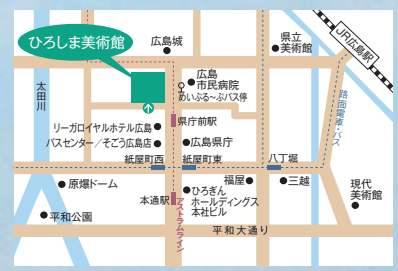 ひろしま美術館
広島城
県立
美術館
JR広島駅
太田川
広島
市民病院
めいぷる～ぷバス停
路面電車・バス
県庁前駅
リーガロイヤルホテル広島
バスセンター／そごう広島店
広島県庁
紙屋町西
紙屋町東
八丁堀
原爆ドーム
福屋
三越
現代
美術館
本通駅
ひろぎん
ホールディングス
本社ビル
平和公園
アストラムライン
平和大通り